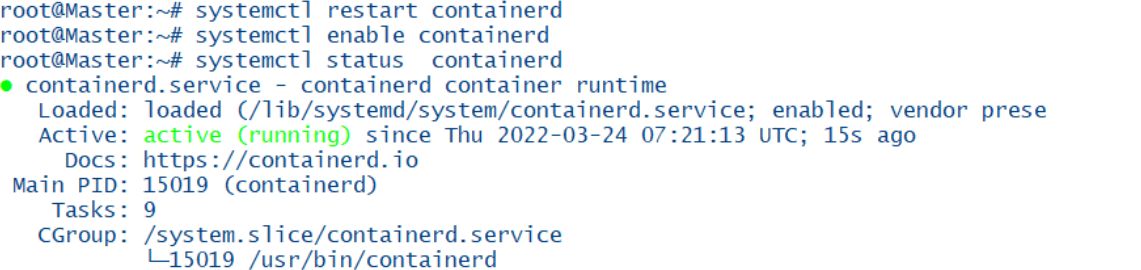 root@Master:~# systemctl restart containerd
root@Master:~# systemctl enable containerd
root@Master:~# systemctl status  containerd
● containerd.service - containerd container runtime
   Loaded: loaded (/lib/systemd/system/containerd.service; enabled; vendor prese
   Active: active (running) since Thu 2022-03-24 07:21:13 UTC; 15s ago
     Docs: https://containerd.io
 Main PID: 15019 (containerd)
    Tasks: 9
   CGroup: /system.slice/containerd.service
           └─15019 /usr/bin/containerd